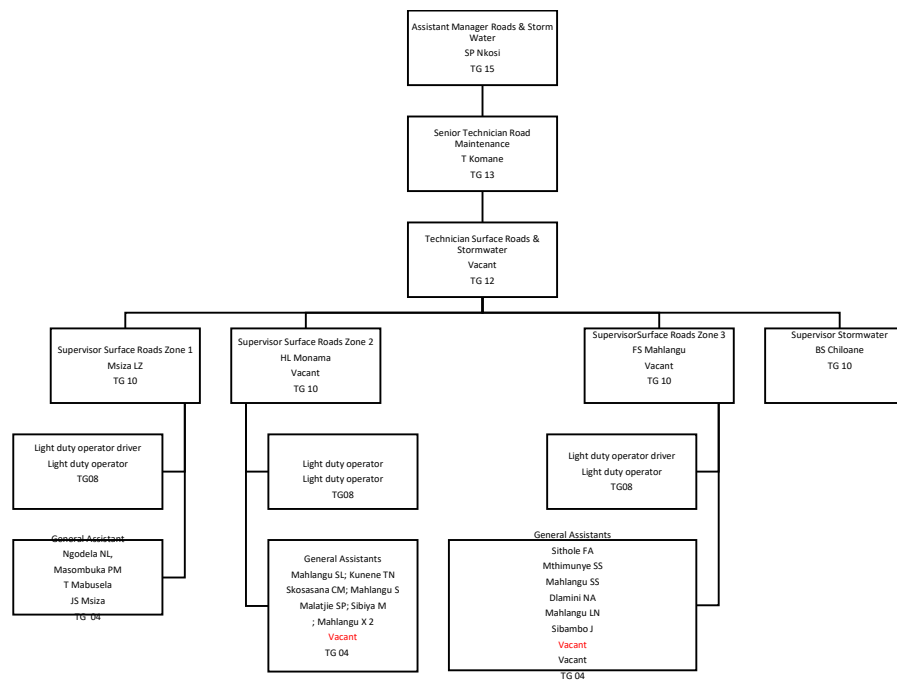 Assistant Manager Roads & Storm
Water
SP Nkosi
TG 15
Senior Technician Road
Maintenance
T Komane
TG 13
Technician Surface Roads &
Stormwater
Vacant
TG 12
Supervisor Surface Roads Zone 1
Msiza LZ
TG 10
Supervisor Surface Roads Zone 2
HL Monama
Vacant
TG 10
SupervisorSurface Roads Zone 3
FS Mahlangu
Vacant
TG 10
Supervisor Stormwater
BS Chiloane
TG 10
Light duty operator driver
Light duty operator
TG08
Light duty operator
Light duty operator
TG08
Light duty operator driver
Light duty operator
TG08
General Assistant
Ngodela NL,
Masombuka PM
T Mabusela
JS Msiza
TG 04
General Assistants
Mahlangu SL; Kunene TN
Skosasana CM; Mahlangu S
Malatjie SP; Sibiya M
; Mahlangu X 2
Vacant
TG 04
General Assistants
Sithole FA
Mthimunye SS
Mahlangu SS
Dlamini NA
Mahlangu LN
Sibambo J
Vacant
Vacant
TG 04